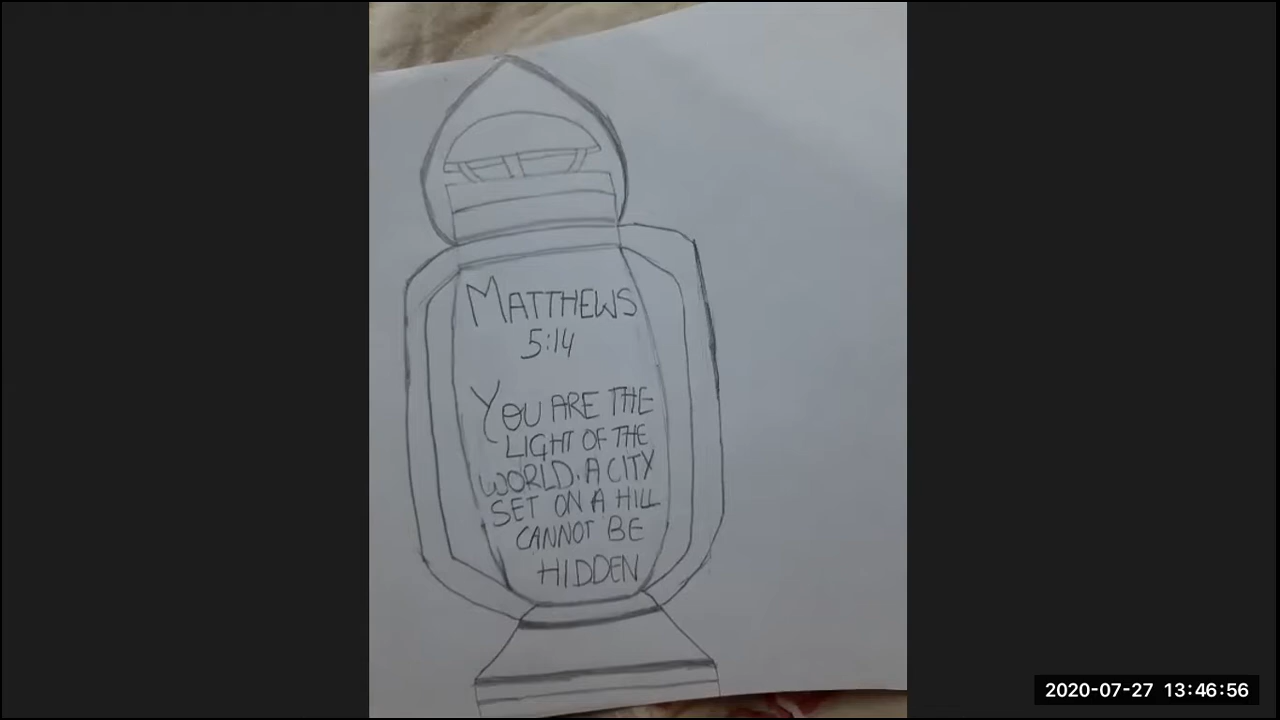 MATTHEWS
5:14
YOU ARE THE
LIGHT OF THE
WORLD. A CITY
SET ON A HILL
CANNOT BE
HIDDEN
2020-07-27 13:46:56